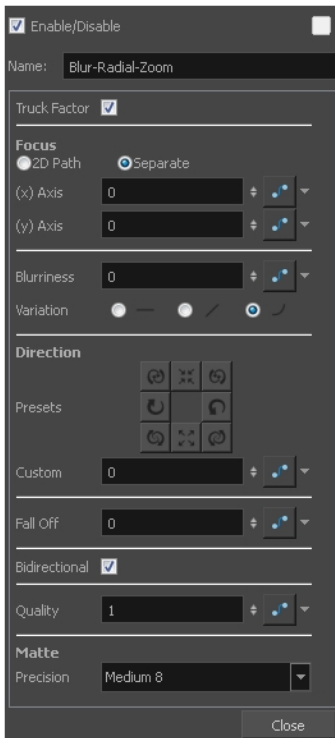 Enable/Disable
Name: Blur-Radial-Zoom
Truck Factor
Focus
2D Path Separate
(x) Axis 0
(y) Axis 0
Blurriness 0
Variation
Direction
Presets
Custom 0
Fall Off 0
Bidirectional
Quality 1
Matte
Precision Medium 8
Close